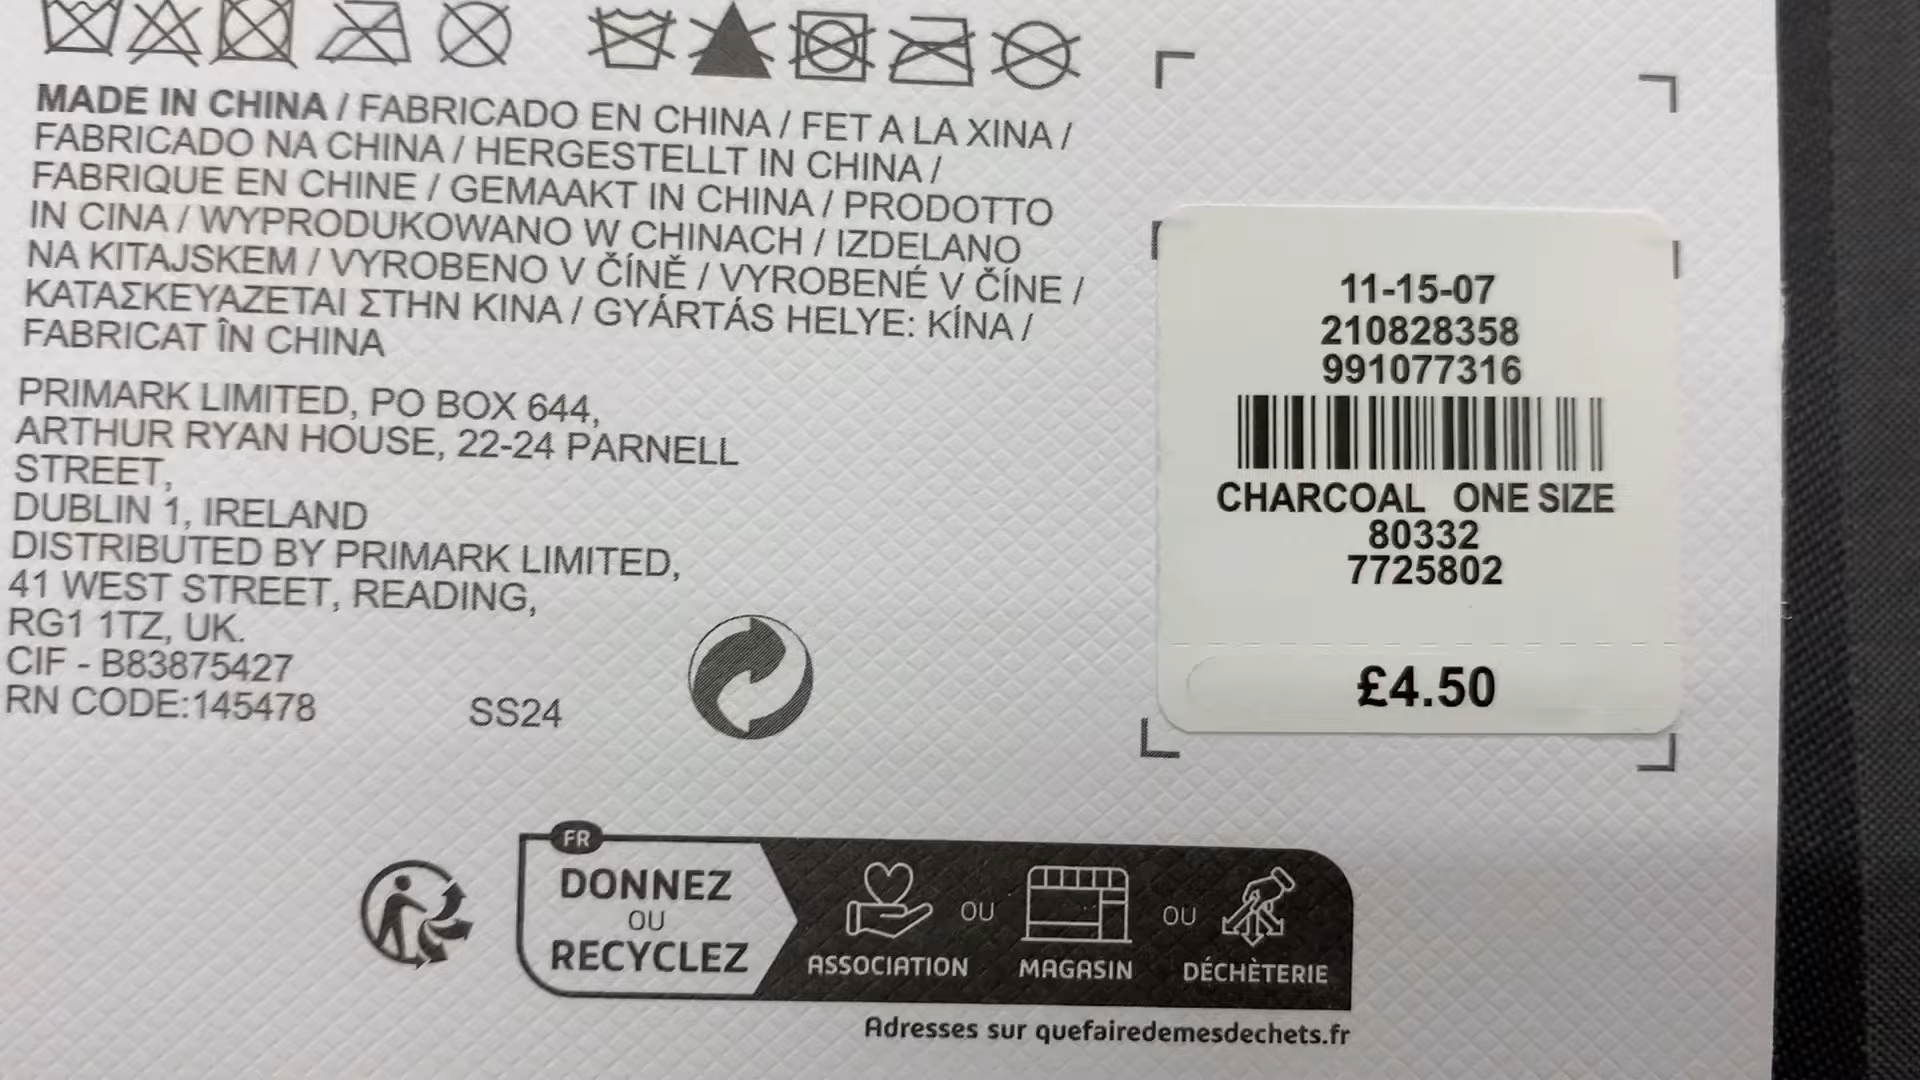 MADE IN CHINA / FABRICADO EN CHINA / FET A LA XINA /
FABRICADO NA CHINA / HERGESTELLT IN CHINA /
FABRIQUE EN CHINE / GEMAAKT IN CHINA / PRODOTTO
IN CINA / WYPRODUKOWANO W CHINACH / IZDELANO
NA KITAJSKEM / VYROBENO V ČÍNĚ / VYROBENÉ V ČÍNE /
ΚΑΤΑΣΚΕΥΑΖΕΤΑΙ ΣΤΗΝ ΚΙΝΑ / GYÁRTÁS HELYE: KÍNA /
FABRICAT ÎN CHINA
PRIMARK LIMITED, PO BOX 644,
ARTHUR RYAN HOUSE, 22-24 PARNELL
STREET,
DUBLIN 1, IRELAND
DISTRIBUTED BY PRIMARK LIMITED,
41 WEST STREET, READING,
RG1 1TZ, UK.
CIF - B83875427
RN CODE:145478
SS24
11-15-07
210828358
991077316
CHARCOAL ONE SIZE
80332
7725802
£4.50
FR
DONNEZ
OU
RECYCLEZ
ASSOCIATION
OU
MAGASIN
OU
DÉCHÈTERIE
Adresses sur quefairedemesdechets.fr